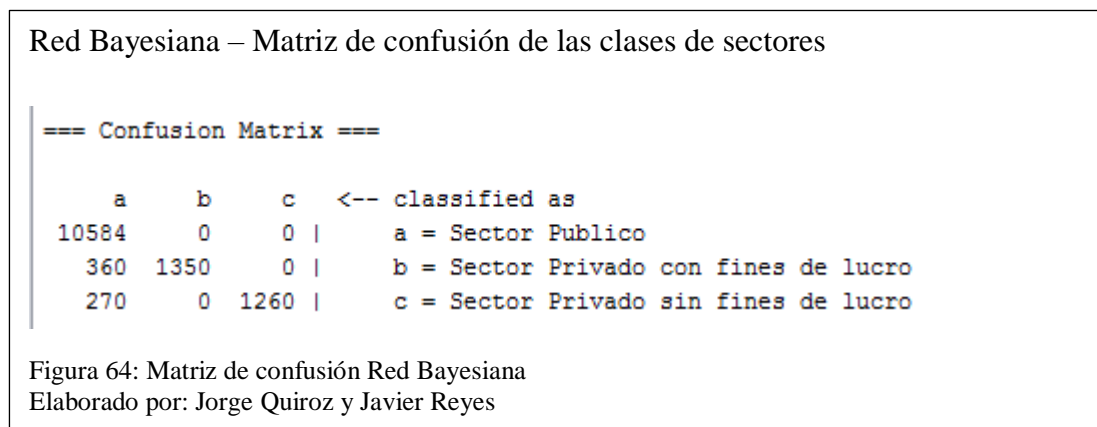 Red Bayesiana – Matriz de confusión de las clases de sectores
=== Confusion Matrix ===
a b c <-- classified as
10584 0 0 | a = Sector Publico
360 1350 0 | b = Sector Privado con fines de lucro
270 0 1260 | c = Sector Privado sin fines de lucro
Figura 64: Matriz de confusión Red Bayesiana
Elaborado por: Jorge Quiroz y Javier Reyes